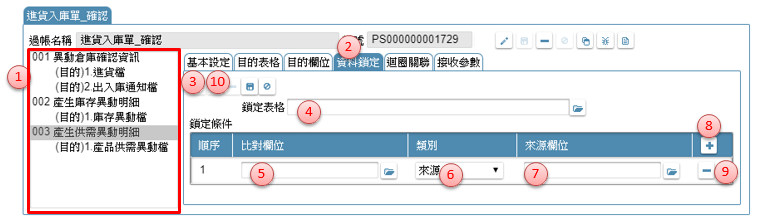 進貨入庫單_確認
過帳名稱 進貨入庫單_確認 PS000000001729
001 異動倉庫確認資訊
(目的)1.進貨檔
(目的)2.出入庫通知檔
002 產生庫存異動明細
(目的)1.庫存異動檔
003 產生供需異動明細
(目的)1.產品供需異動檔
1
2
基本設定 目的表格 目的欄位 資料鎖定 迴圈關聯 接收參數
3 10
鎖定表格 4
鎖定條件
8
順序 比對欄位 類別 來源欄位
1 來源
5 6 7 9